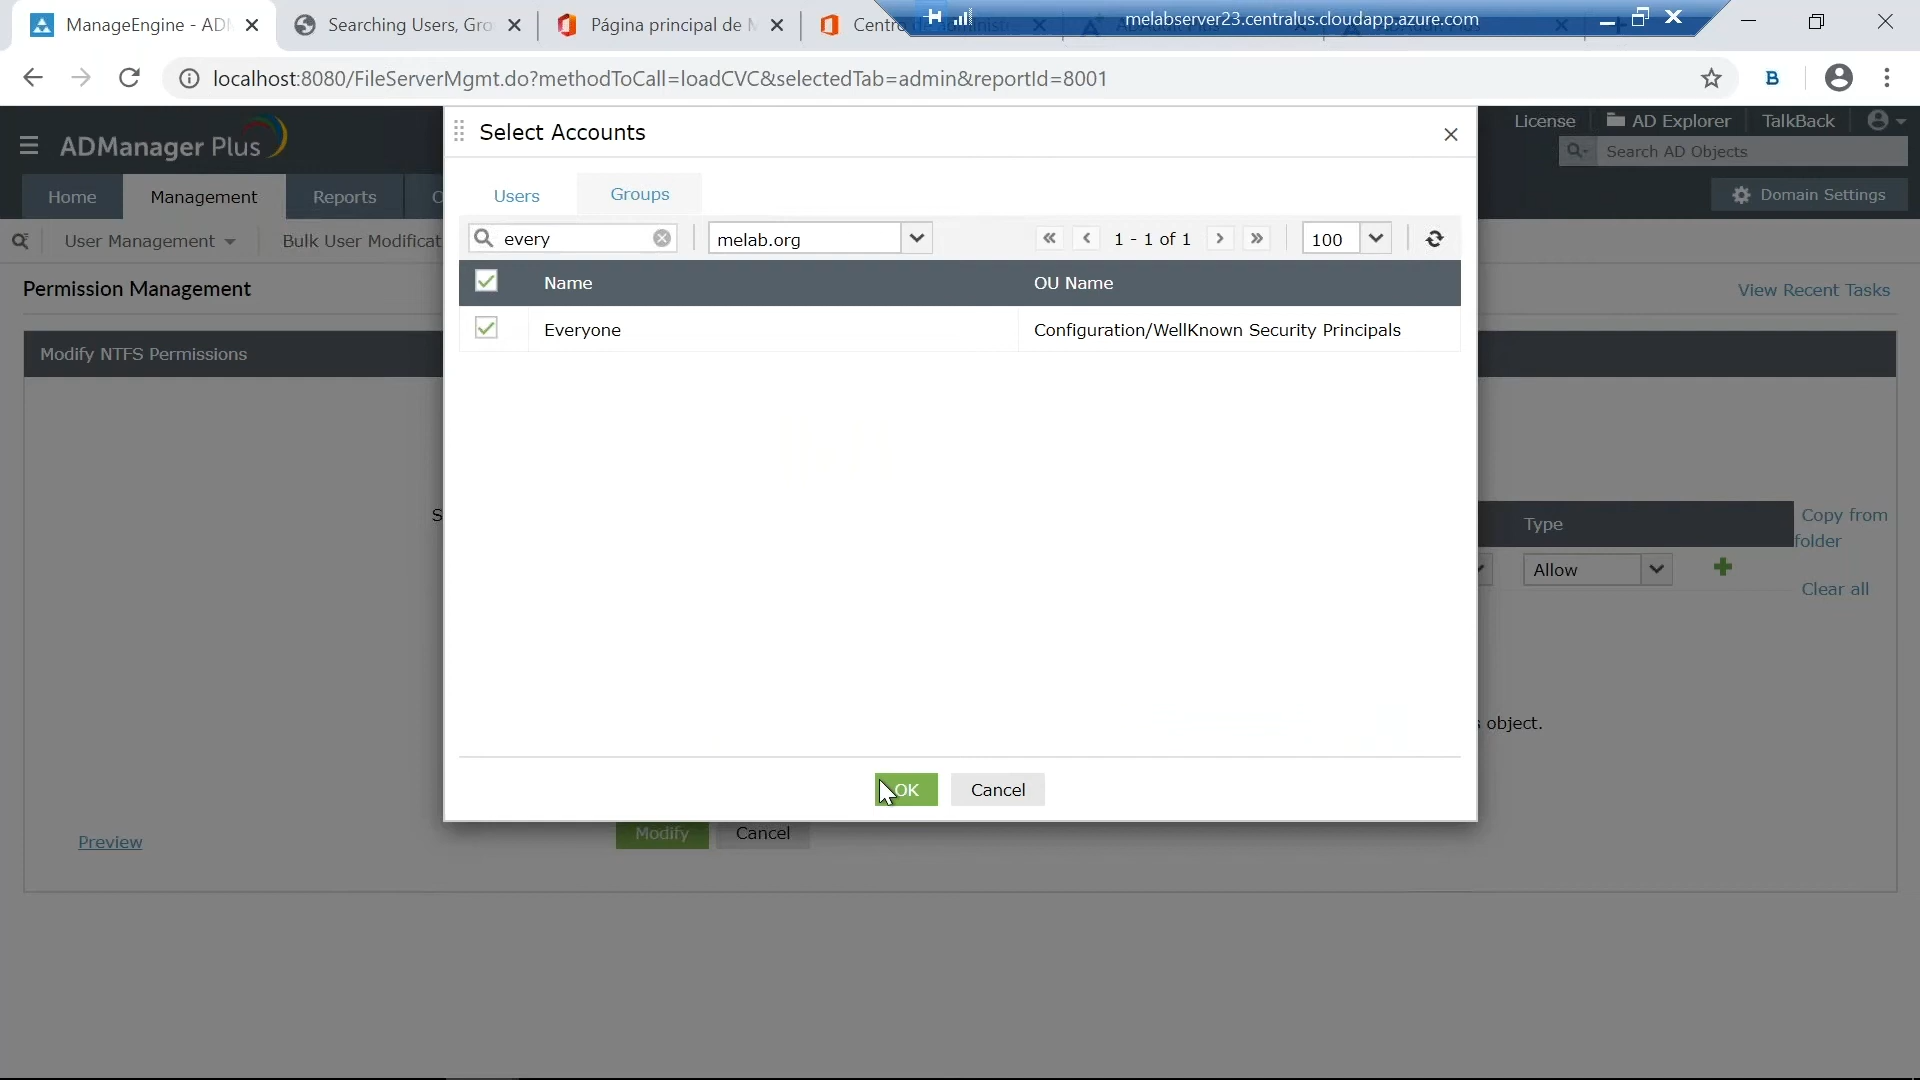 ManageEngine - AD
Searching Users, Gro
Página principal de M
Centro
melabserver23.centralus.cloudapp.azure.com
localhost:8080/FileServerMgmt.do?methodToCall=loadCVC&selectedTab=admin&reportId=8001
B
ADManager Plus
Select Accounts
License
AD Explorer
TalkBack
Search AD Objects
Home
Management
Reports
Users
Groups
Domain Settings
User Management
Bulk User Modificat
every
melab.org
1 - 1 of 1
100
Name
OU Name
Permission Management
View Recent Tasks
Everyone
Configuration/WellKnown Security Principals
Modify NTFS Permissions
S
Type
Copy from
folder
Allow
Clear all
object.
OK
Cancel
Preview
Modify
Cancel